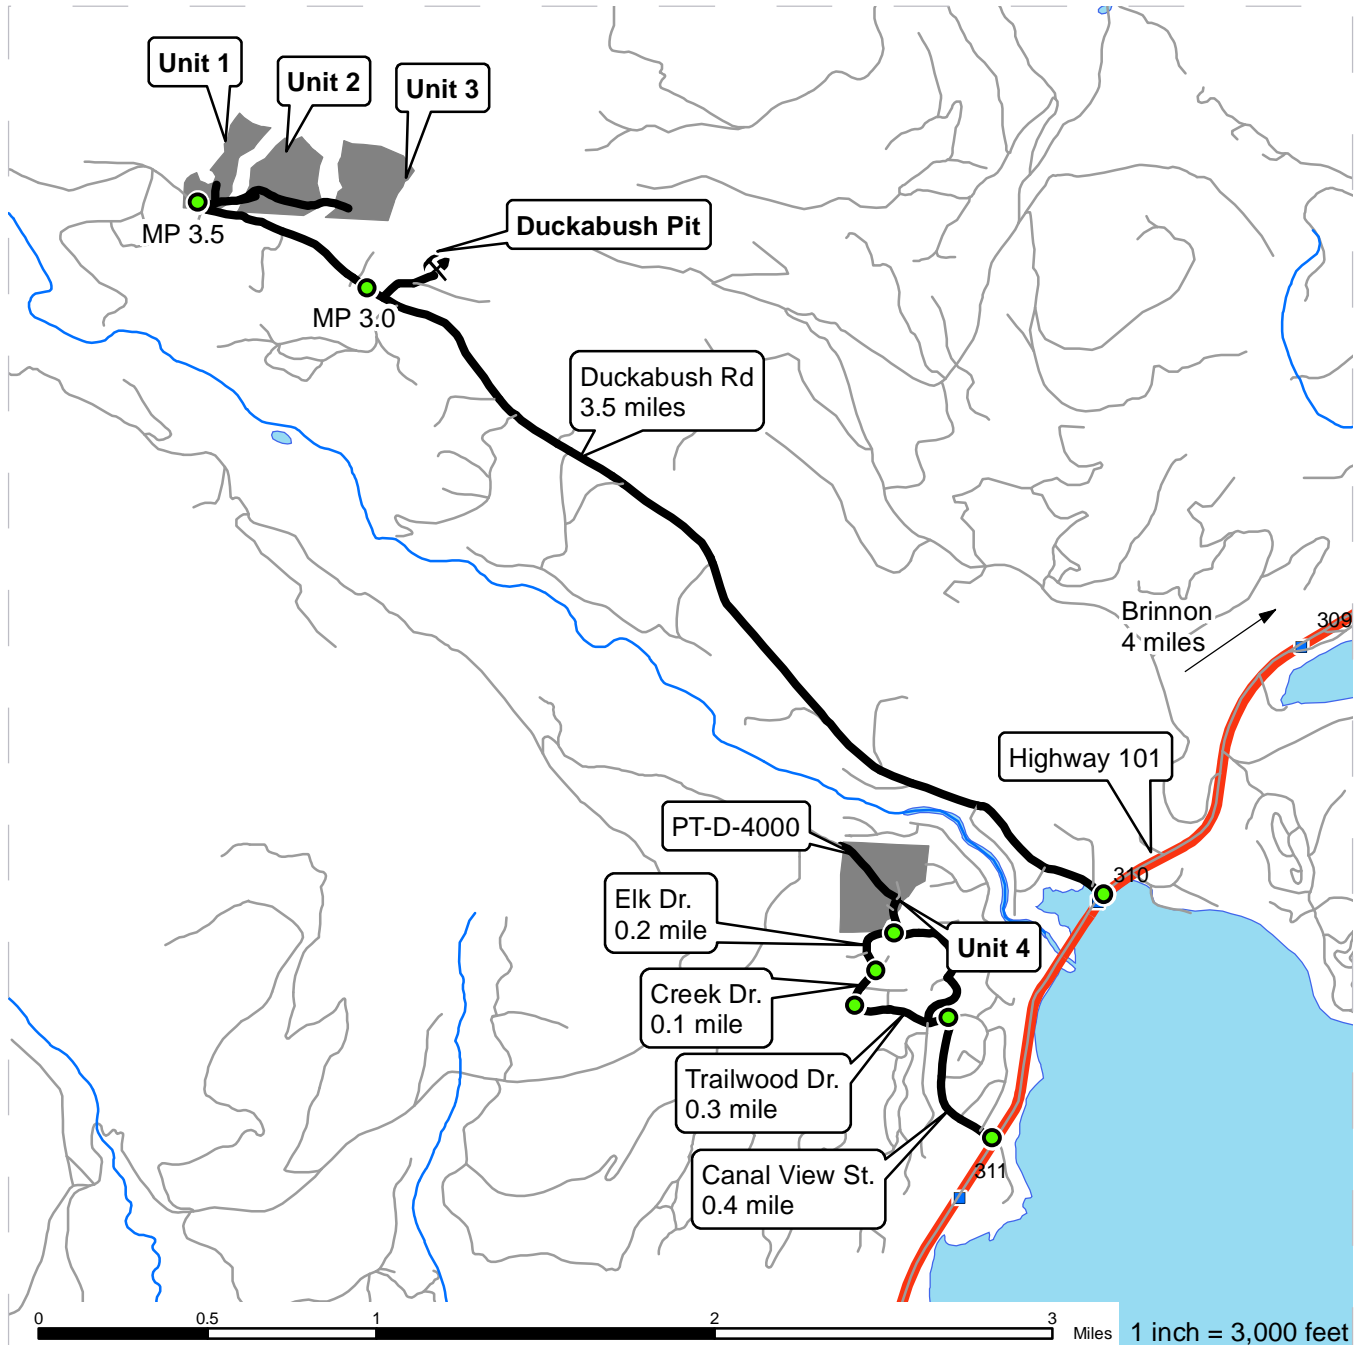 Unit 1
Unit 2
Unit 3
MP 3.5
Duckabush Pit
MP 3.0
Duckabush Rd
3.5 miles
Brinnon
4 miles
309
Highway 101
PT-D-4000
310
Elk Dr.
0.2 mile
Unit 4
Creek Dr.
0.1 mile
Trailwood Dr.
0.3 mile
Canal View St.
0.4 mile
311
0 0.5 1 2 3 Miles
1 inch = 3,000 feet